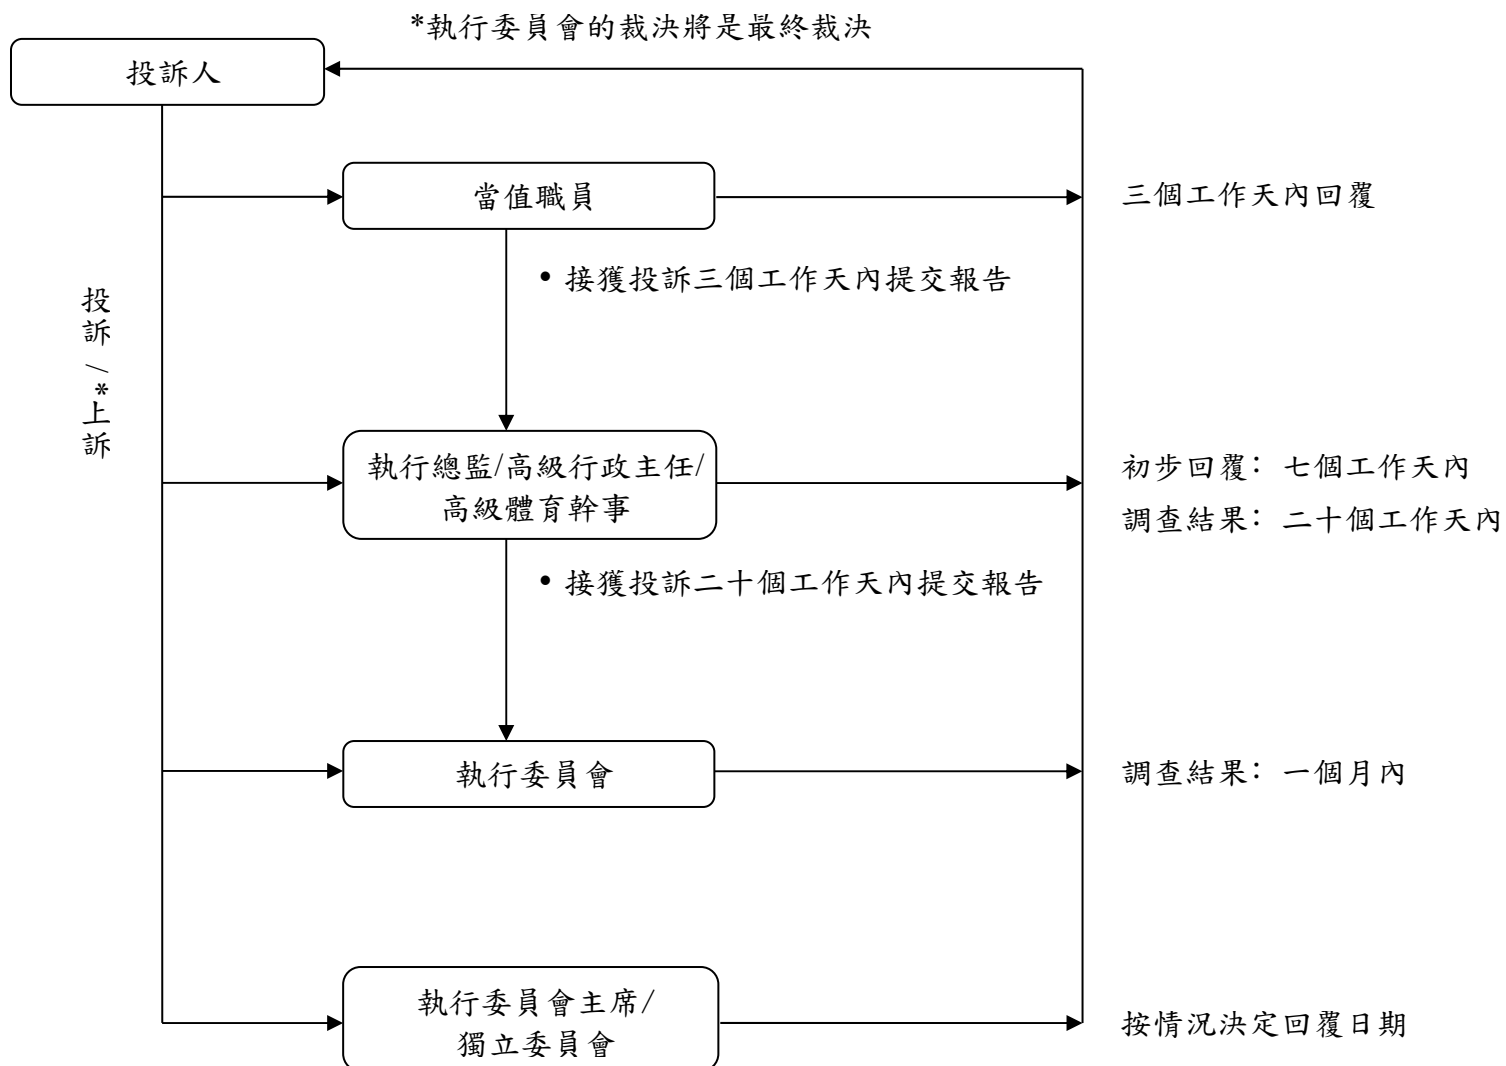 *執行委員會的裁決將是最終裁決
投訴人
當值職員
三個工作天內回覆
• 接獲投訴三個工作天內提交報告
投訴 / *上訴
執行總監/高級行政主任/
高級體育幹事
初步回覆: 七個工作天內
調查結果: 二十個工作天內
• 接獲投訴二十個工作天內提交報告
執行委員會
調查結果: 一個月內
執行委員會主席/
獨立委員會
按情況決定回覆日期